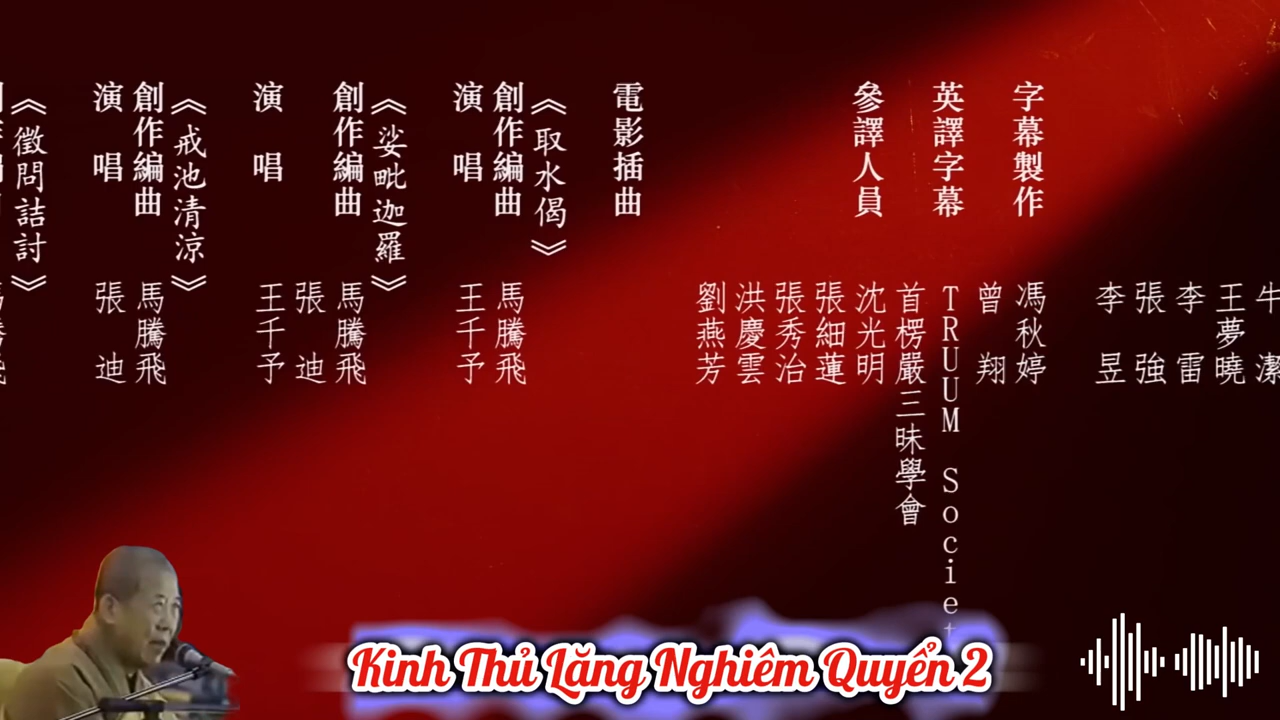 牛 潔
王夢曉
李 雷
張 強
李 昱
字幕製作
馮秋婷
曾 翔
英譯字幕
TRUUM Societ
首楞嚴三昧學會
參譯人員
沈光明
張細蓮
張秀治
洪慶雲
劉燕芳
電影插曲
《取水偈》
創作編曲 馬騰飛
演 唱 王千予
《娑毗迦羅》
創作編曲 馬騰飛
張 迪
演 唱 王千予
《戒池清涼》
創作編曲 馬騰飛
演 唱 張 迪
《徵問詰討》
Kinh Thủ Lăng Nghiêm Quyển 2